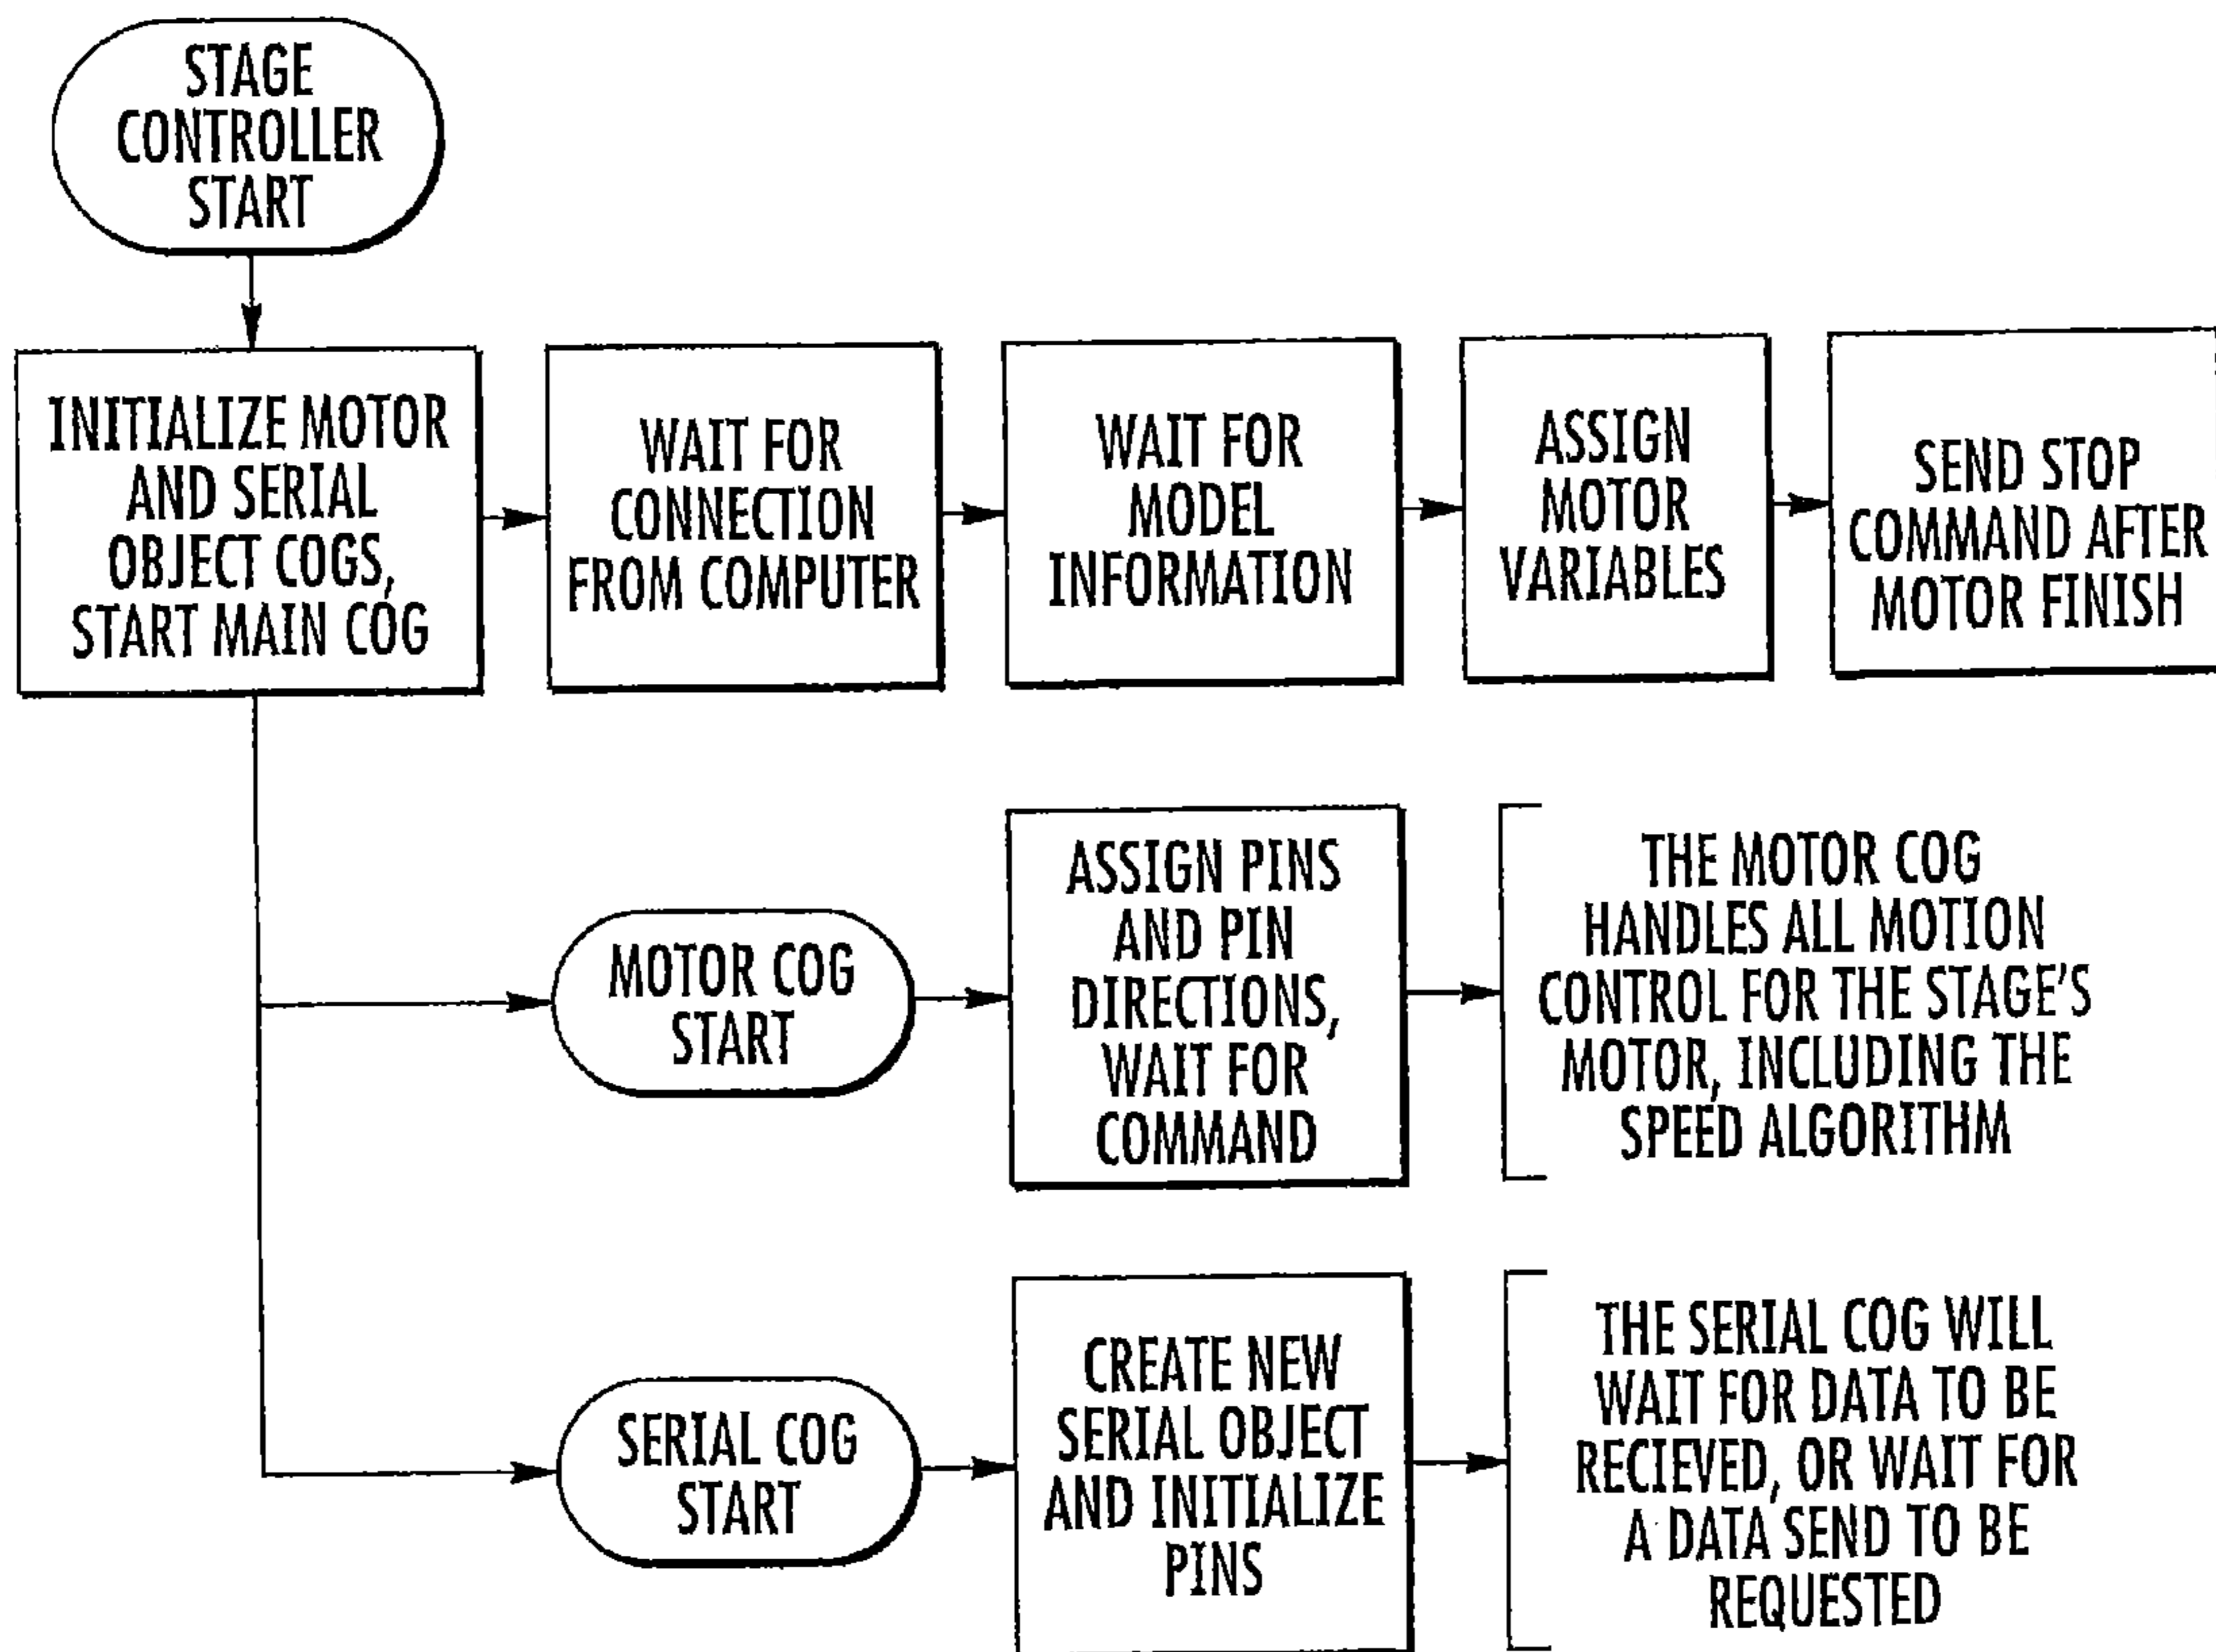 STAGE
CONTROLLER
START
INITIALIZE MOTOR
AND SERIAL
OBJECT COGS,
START MAIN COG
WAIT FOR
CONNECTION
FROM COMPUTER
WAIT FOR
MODEL
INFORMATION
ASSIGN
MOTOR
VARIABLES
SEND STOP
COMMAND AFTER
MOTOR FINISH
MOTOR COG
START
ASSIGN PINS
AND PIN
DIRECTIONS,
WAIT FOR
COMMAND
THE MOTOR COG
HANDLES ALL MOTION
CONTROL FOR THE STAGE'S
MOTOR, INCLUDING THE
SPEED ALGORITHM
SERIAL COG
START
CREATE NEW
SERIAL OBJECT
AND INITIALIZE
PINS
THE SERIAL COG WILL
WAIT FOR DATA TO BE
RECIEVED, OR WAIT FOR
A DATA SEND TO BE
REQUESTED